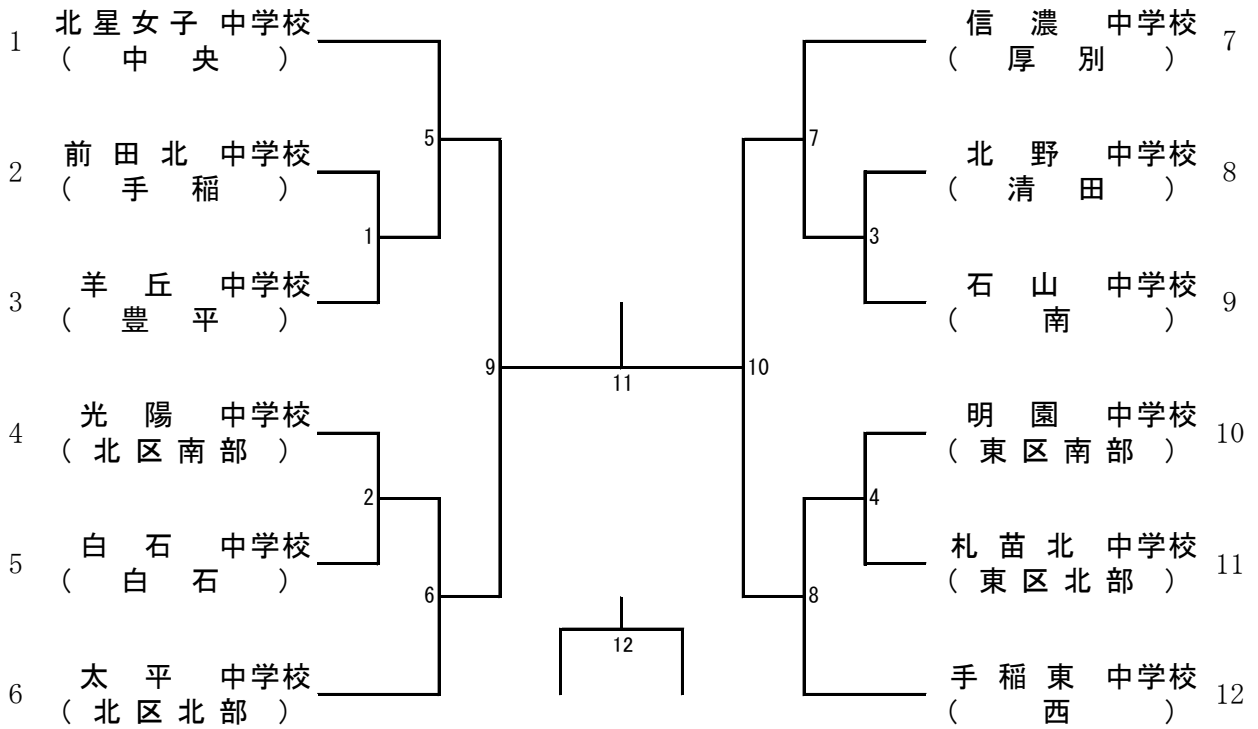 1 北星女子 中学校
( 中央 )
2 前田北 中学校
( 手稲 )
3 羊丘 中学校
( 豊平 )
4 光陽 中学校
( 北区南部 )
5 白石 中学校
( 白石 )
6 太平 中学校
( 北区北部 )
5
1
2
6
9
11
12
10
7
3
4
8
信濃 中学校 7
( 厚別 )
北野 中学校 8
( 清田 )
石山 中学校 9
( 南 )
明園 中学校 10
( 東区南部 )
札苗北 中学校 11
( 東区北部 )
手稲東 中学校 12
( 西 )